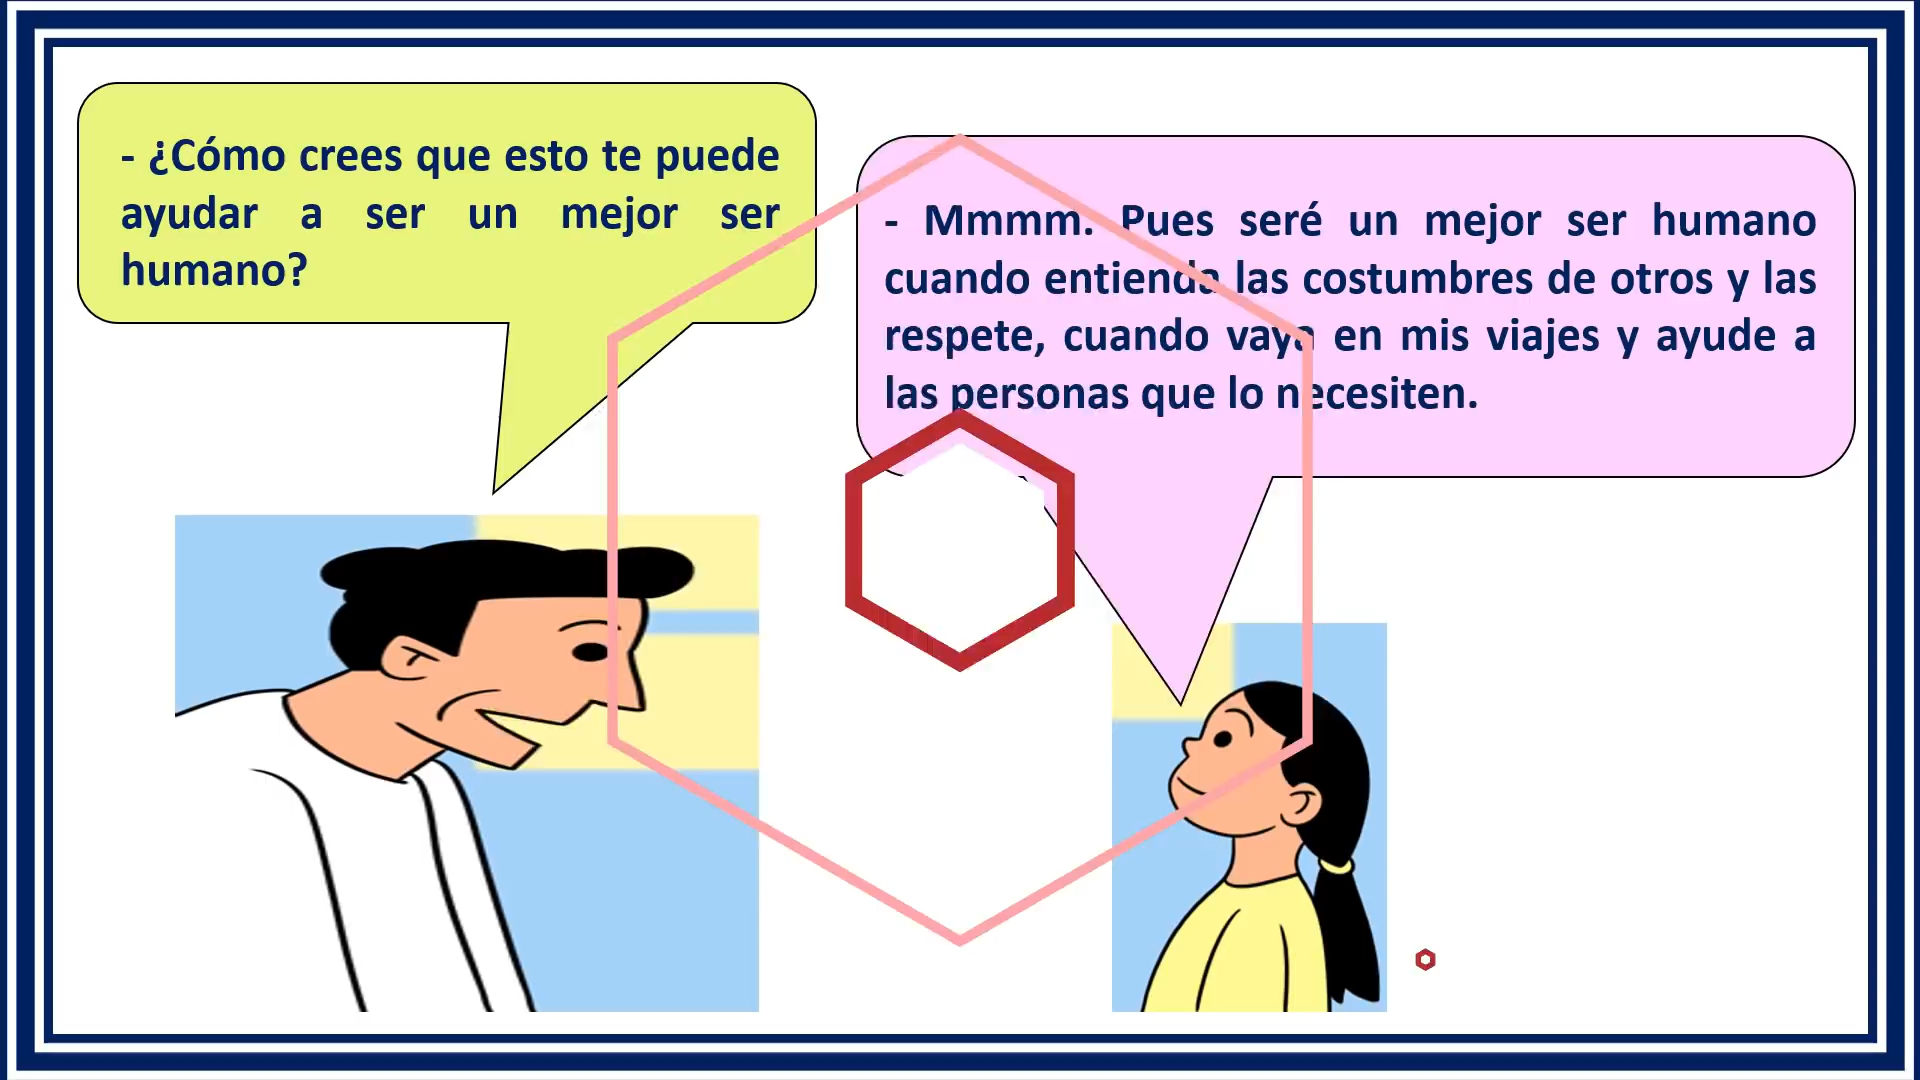 - ¿Cómo crees que esto te puede
ayudar a ser un mejor ser
humano?
- Mmmm. Pues seré un mejor ser humano
cuando entienda las costumbres de otros y las
respete, cuando vaya en mis viajes y ayude a
las personas que lo necesiten.